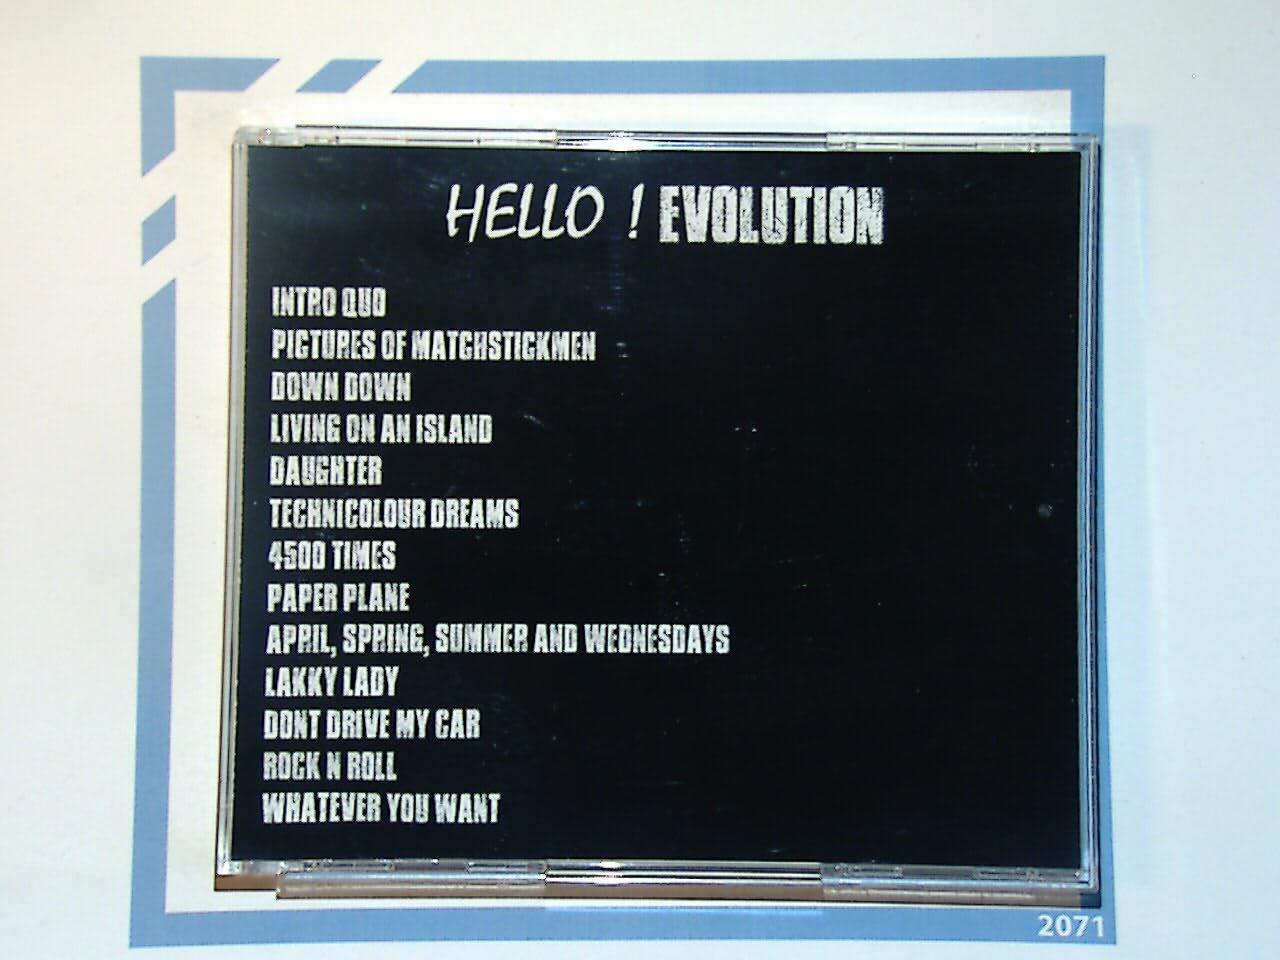 HELLO ! EVOLUTION
INTRO QUO
PICTURES OF MATCHSTICKMEN
DOWN DOWN
LIVING ON AN ISLAND
DAUGHTER
TECHNICOLOUR DREAMS
4500 TIMES
PAPER PLANE
APRIL, SPRING, SUMMER AND WEDNESDAYS
LAKKY LADY
DONT DRIVE MY CAR
ROCK N ROLL
WHATEVER YOU WANT
2071